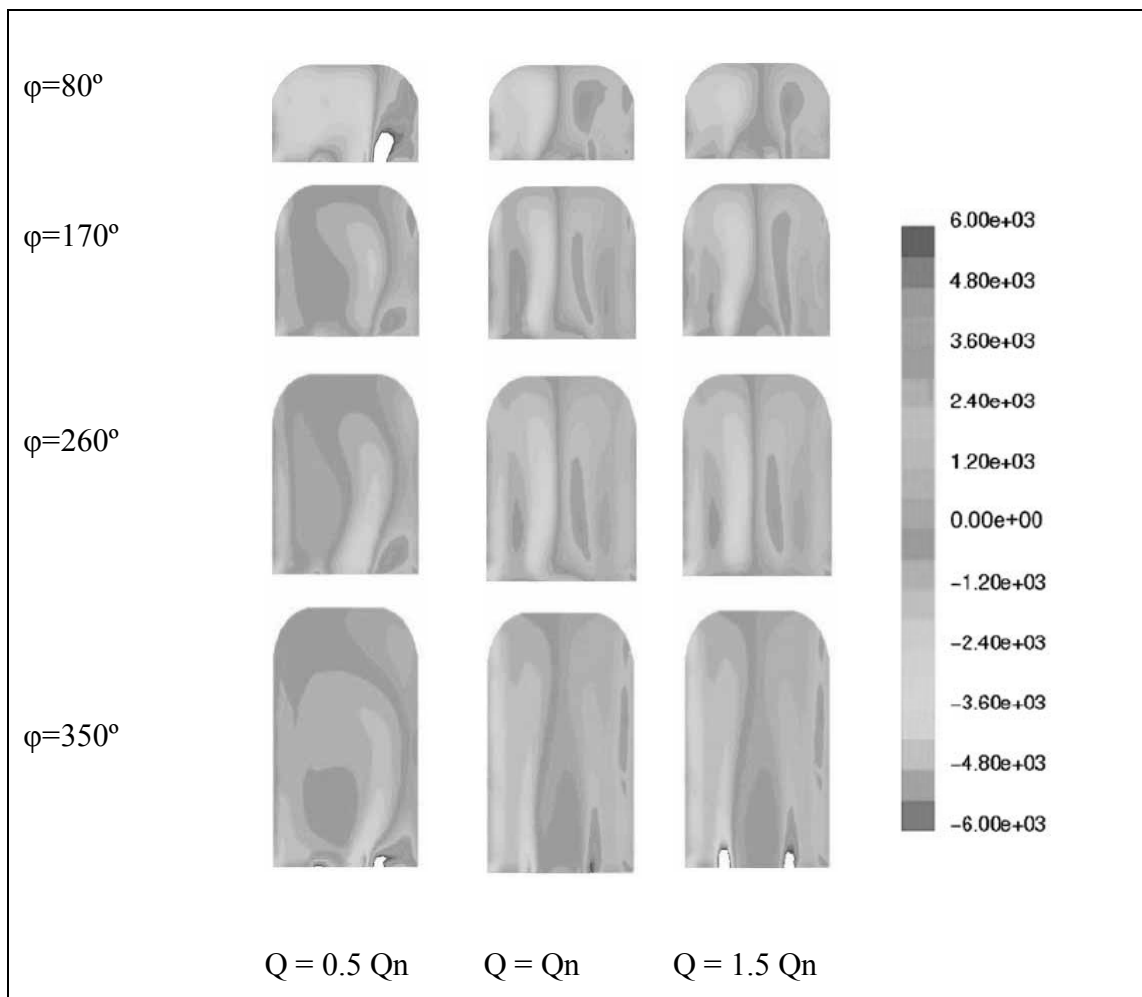 φ=80º
φ=170º
φ=260º
φ=350º
6.00e+03
4.80e+03
3.60e+03
2.40e+03
1.20e+03
0.00e+00
−1.20e+03
−2.40e+03
−3.60e+03
−4.80e+03
−6.00e+03
Q = 0.5 Qn Q = Qn Q = 1.5 Qn